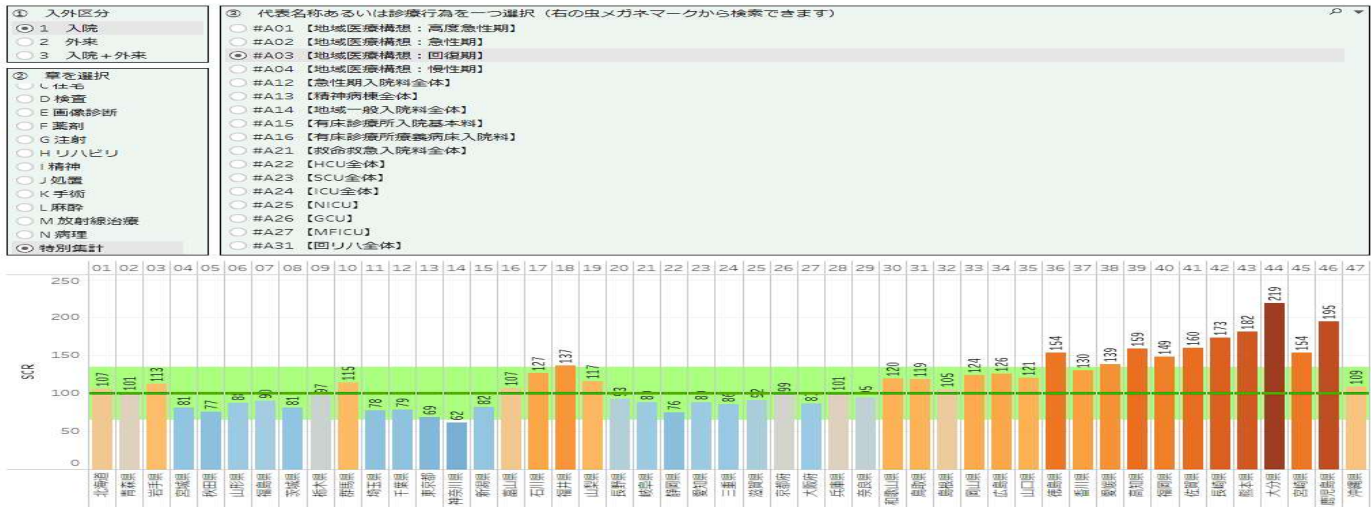 ① 入外区分
1 入院
2 外来
3 入院+外来
② 章を選択
C 住宅
D 検査
E 画像診断
F 薬剤
G 注射
H リハビリ
I 精神
J 処置
K 手術
L 麻酔
M 放射線治療
N 病理
特別集計
③ 代表名称あるいは診療行為を一つ選択(右の虫メガネマークから検索できます)
#A01 【地域医療構想:高度急性期】
#A02 【地域医療構想:急性期】
#A03 【地域医療構想:回復期】
#A04 【地域医療構想:慢性期】
#A12 【急性期入院料全体】
#A13 【精神病棟全体】
#A14 【地域一般入院料全体】
#A15 【有床診療所入院基本料】
#A16 【有床診療所療養病床入院料】
#A21 【救命救急入院料全体】
#A22 【HCU全体】
#A23 【SCU全体】
#A24 【ICU全体】
#A25 【NICU】
#A26 【GCU】
#A27 【MFICU】
#A31 【回リハ全体】
01 02 03 04 05 06 07 08 09 10 11 12 13 14 15 16 17 18 19 20 21 22 23 24 25 26 27 28 29 30 31 32 33 34 35 36 37 38 39 40 41 42 43 44 45 46 47
250
200
150
100
50
0
SCR
107 101 113 81 77 90 81 97 115 78 79 69 62 82 107 127 137 117 93 76 86 92 99 101 95 120 119 105 124 126 121 154 130 139 159 149 160 173 182 219 154 195 109
北海道 青森県 岩手県 宮城県 秋田県 山形県 福島県 茨城県 栃木県 群馬県 埼玉県 千葉県 東京都 神奈川県 新潟県 富山県 石川県 福井県 山梨県 長野県 岐阜県 静岡県 愛知県 三重県 滋賀県 京都府 大阪府 兵庫県 奈良県 和歌山県 鳥取県 島根県 岡山県 広島県 山口県 徳島県 香川県 愛媛県 高知県 福岡県 佐賀県 長崎県 熊本県 大分県 宮崎県 鹿児島県 沖縄県